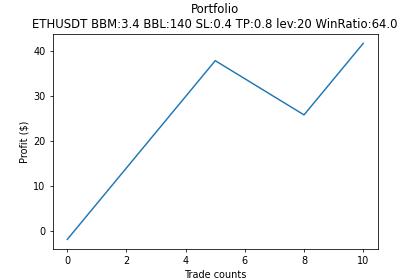 Portfolio
ETHUSDT BBM:3.4 BBL:140 SL:0.4 TP:0.8 lev:20 WinRatio:64.0
40
30
20
10
0
Profit ($)
0 2 4 6 8 10
Trade counts